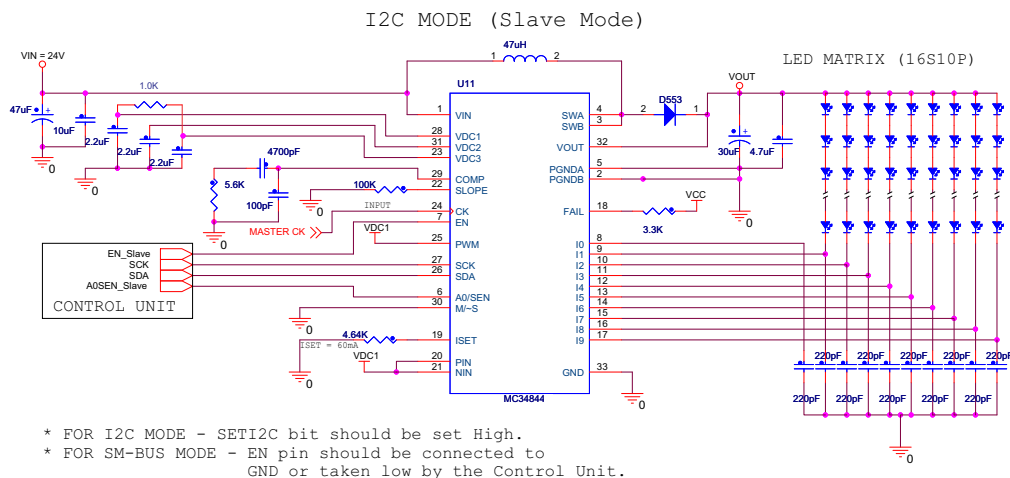 I2C MODE (Slave Mode)
VIN = 24V
47uH
1
2
LED MATRIX (16S10P)
VOUT
1.0K
U11
D553
47uF
10uF
2.2uF
2.2uF
2.2uF
1 VIN
28 VDC1
31 VDC2
23 VDC3
29 COMP
22 SLOPE
24 CK
7 EN
25 PWM
27 SCK
26 SDA
6 A0/SEN
30 M/~S
19 ISET
20 PIN
21 NIN
SWA 4
SWB 3
VOUT 32
PGNDA 5
PGNDB 2
FAIL 18
I0 8
I1 9
I2 10
I3 11
I4 12
I5 13
I6 14
I7 15
I8 16
I9 17
GND 33
MC34844
2
1
+
+
30uF
4.7uF
4700pF
5.6K
100pF
100K
INPUT
MASTER CK
VDC1
VCC
3.3K
EN_Slave
SCK
SDA
A0SEN_Slave
CONTROL UNIT
4.64K
ISET = 60mA
VDC1
220pF 220pF 220pF 220pF 220pF
220pF 220pF 220pF 220pF 220pF
0
0
0
0
0
0
0
0
0
* FOR I2C MODE - SETI2C bit should be set High.
* FOR SM-BUS MODE - EN pin should be connected to
GND or taken low by the Control Unit.